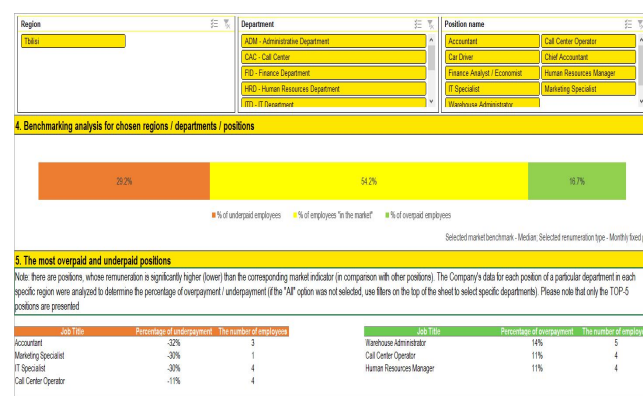 Region
Tbilisi
Department
ADM - Administrative Department
CAC - Call Center
FID - Finance Department
HRD - Human Resources Department
ITD - IT Department
Position name
Accountant Call Center Operator
Car Driver Chief Accountant
Finance Analyst / Economist Human Resources Manager
IT Specialist Marketing Specialist
Warehouse Administrator
4. Benchmarking analysis for chosen regions / departments / positions
29.2% 54.2% 16.7%
% of underpaid employees % of employees "in the market" % of overpaid employees
Selected market benchmark - Median; Selected renumeration type - Monthly fixed
5. The most overpaid and underpaid positions
Note: there are positions, whose remuneration is significantly higher (lower) than the corresponding market indicator (in comparison with other positions). The Company's data for each position of a particular department in each
specific region were analyzed to determine the percentage of overpayment / underpayment (if the "All" option was not selected, use filters on the top of the sheet to select specific departments). Please note that only the TOP-5
positions are presented
Job Title Percentage of underpayment The number of employees
Accountant -32% 3
Marketing Specialist -30% 1
IT Specialist -30% 4
Call Center Operator -11% 4
Job Title Percentage of overpayment The number of employe
Warehouse Administrator 14% 5
Call Center Operator 11% 4
Human Resources Manager 11% 4